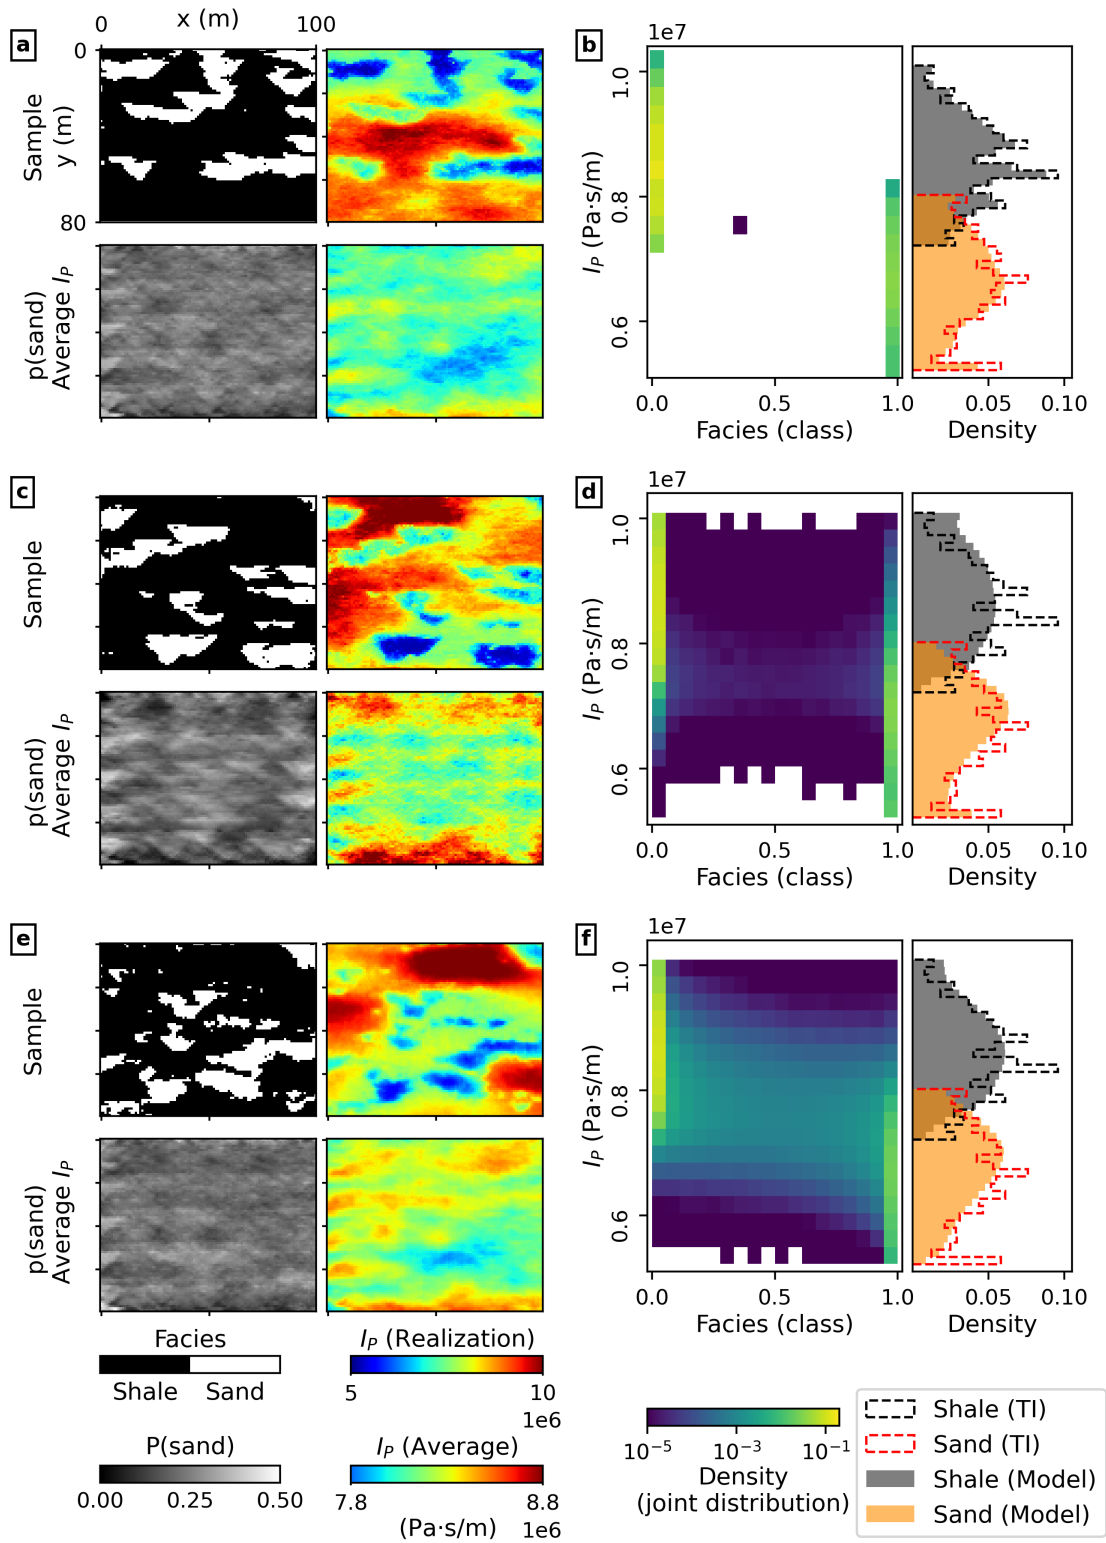 0 x (m) 100
a
0
Sample
y (m)
80
p(sand)
Average I_P
b
1e7
1.0
0.8
0.6
I_P (Pa·s/m)
0.0 0.5 1.0
Facies (class)
0.05 0.10
Density
c
Sample
p(sand)
Average I_P
d
1e7
1.0
0.8
0.6
I_P (Pa·s/m)
0.0 0.5 1.0
Facies (class)
0.05 0.10
Density
e
Sample
p(sand)
Average I_P
f
1e7
1.0
0.8
0.6
I_P (Pa·s/m)
0.0 0.5 1.0
Facies (class)
0.05 0.10
Density
Facies
Shale Sand
I_P (Realization)
5 10
1e6
P(sand)
0.00 0.25 0.50
I_P (Average)
7.8 8.8
(Pa·s/m) 1e6
10⁻⁵ 10⁻³ 10⁻¹
Density
(joint distribution)
Shale (TI)
Sand (TI)
Shale (Model)
Sand (Model)